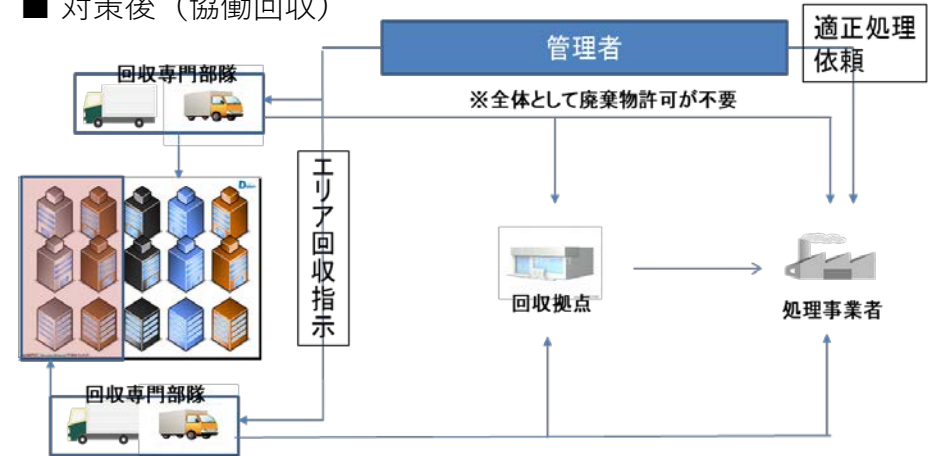 ■ 対策後（協働回収）
管理者
適正処理
依頼
回収専門部隊
※全体として廃棄物許可が不要
エリア回収指示
回収拠点
処理事業者
回収専門部隊